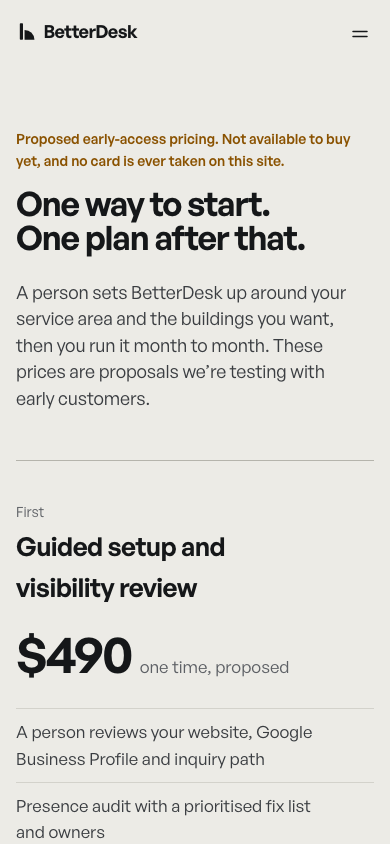 BetterDesk
Proposed early-access pricing. Not available to buy
yet, and no card is ever taken on this site.
One way to start.
One plan after that.
A person sets BetterDesk up around your
service area and the buildings you want,
then you run it month to month. These
prices are proposals we’re testing with
early customers.
First
Guided setup and
visibility review
$490 one time, proposed
A person reviews your website, Google
Business Profile and inquiry path
Presence audit with a prioritised fix list
and owners